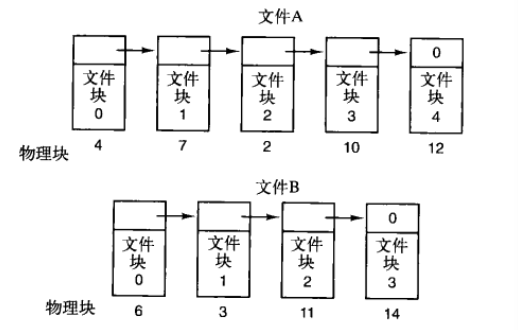 文件A
0
文件 文件 文件 文件 文件
块 块 块 块 块
0 1 2 3 4
物理块 4 7 2 10 12
文件B
0
文件 文件 文件 文件
块 块 块 块
0 1 2 3
物理块 6 3 11 14